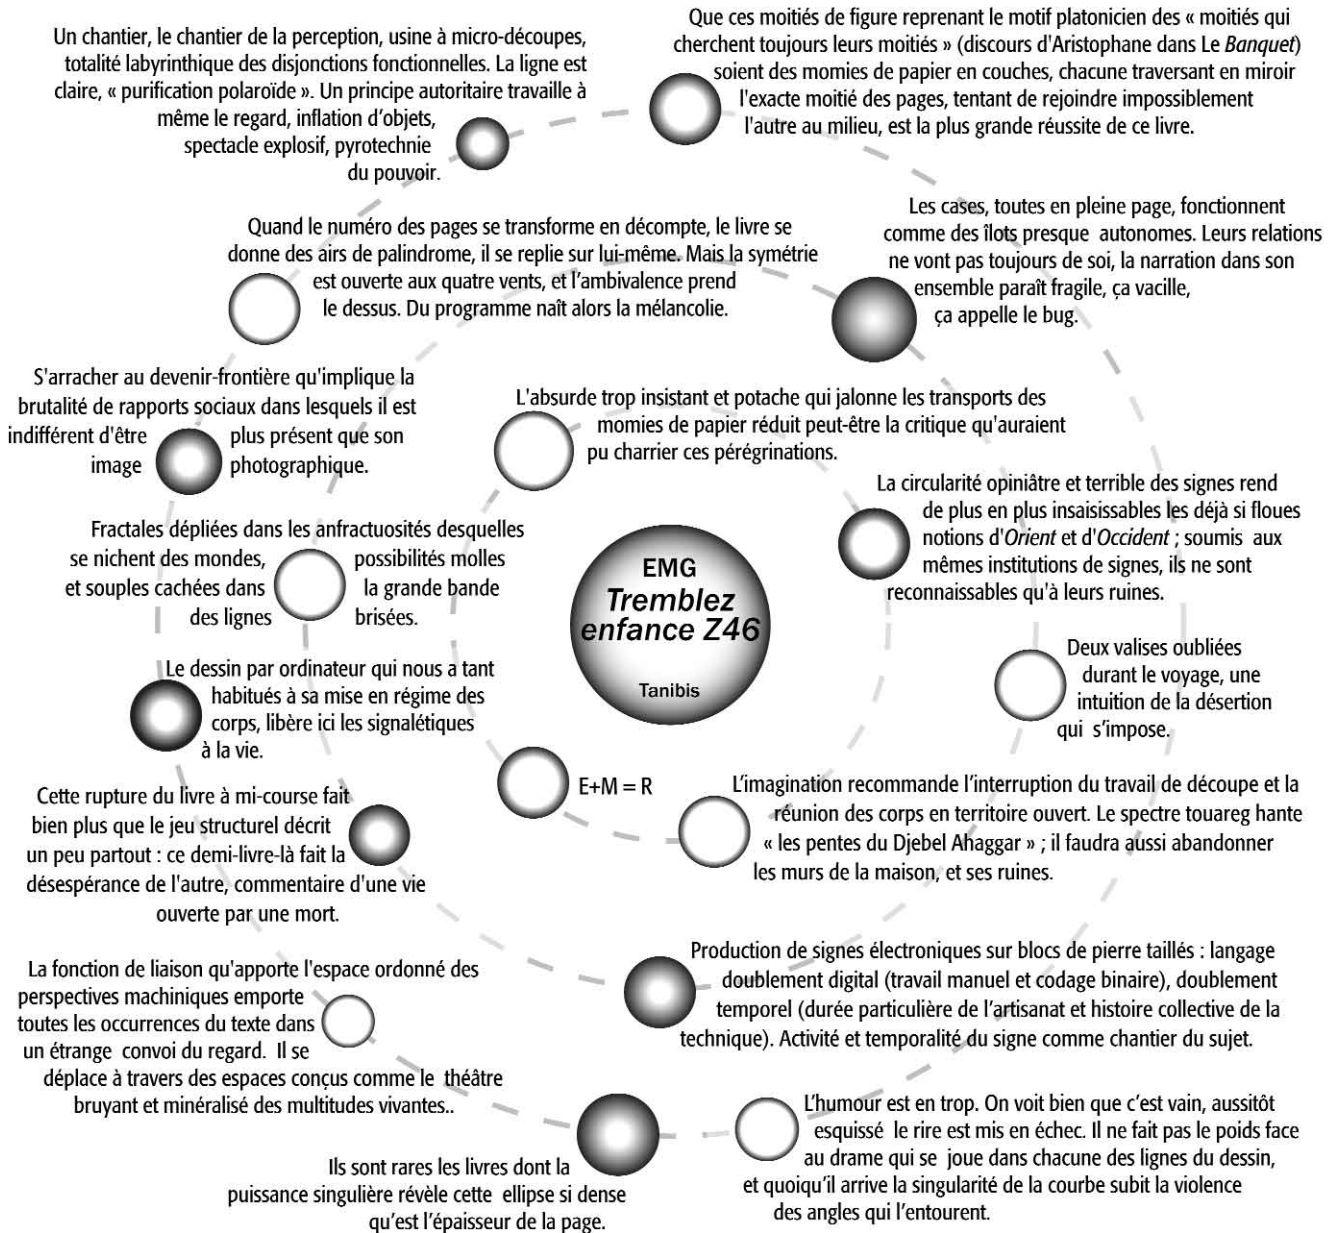 Un chantier, le chantier de la perception, usine à micro-découpes,
totalité labyrinthique des disjonctions fonctionnelles. La ligne est
claire, « purification polaroïde ». Un principe autoritaire travaille à
même le regard, inflation d'objets,
spectacle explosif, pyrotechnie
du pouvoir.
Que ces moitiés de figure reprenant le motif platonicien des « moitiés qui
cherchent toujours leurs moitiés » (discours d'Aristophane dans Le Banquet)
soient des momies de papier en couches, chacune traversant en miroir
l'exacte moitié des pages, tentant de rejoindre impossiblement
l'autre au milieu, est la plus grande réussite de ce livre.
Quand le numéro des pages se transforme en décompte, le livre se
donne des airs de palindrome, il se replie sur lui-même. Mais la symétrie
est ouverte aux quatre vents, et l'ambivalence prend
le dessus. Du programme naît alors la mélancolie.
Les cases, toutes en pleine page, fonctionnent
comme des îlots presque autonomes. Leurs relations
ne vont pas toujours de soi, la narration dans son
ensemble paraît fragile, ça vacille,
ça appelle le bug.
S'arracher au devenir-frontière qu'implique la
brutalité de rapports sociaux dans lesquels il est
indifférent d'être plus présent que son
image photographique.
L'absurde trop insistant et potache qui jalonne les transports des
momies de papier réduit peut-être la critique qu'auraient
pu charrier ces pérégrinations.
La circularité opiniâtre et terrible des signes rend
de plus en plus insaisissables les déjà si floues
notions d'Orient et d'Occident ; soumis aux
mêmes institutions de signes, ils ne sont
reconnaissables qu'à leurs ruines.
Fractales dépliées dans les anfractuosités desquelles
se nichent des mondes, possibilités molles
et souples cachées dans la grande bande
des lignes brisées.
EMG
Tremblez
enfance Z46
Tanibis
Deux valises oubliées
durant le voyage, une
intuition de la désertion
qui s'impose.
Le dessin par ordinateur qui nous a tant
habitués à sa mise en régime des
corps, libère ici les signalétiques
à la vie.
E+M = R
L'imagination recommande l'interruption du travail de découpe et la
réunion des corps en territoire ouvert. Le spectre touareg hante
« les pentes du Djebel Ahaggar » ; il faudra aussi abandonner
les murs de la maison, et ses ruines.
Cette rupture du livre à mi-course fait
bien plus que le jeu structurel décrit
un peu partout : ce demi-livre-là fait la
désespérance de l'autre, commentaire d'une vie
ouverte par une mort.
Production de signes électroniques sur blocs de pierre taillés : langage
doublement digital (travail manuel et codage binaire), doublement
temporel (durée particulière de l'artisanat et histoire collective de la
technique). Activité et temporalité du signe comme chantier du sujet.
La fonction de liaison qu'apporte l'espace ordonné des
perspectives machiniques emporte
toutes les occurrences du texte dans
un étrange convoi du regard. Il se
déplace à travers des espaces conçus comme le théâtre
bruyant et minéralisé des multitudes vivantes..
L'humour est en trop. On voit bien que c'est vain, aussitôt
esquissé le rire est mis en échec. Il ne fait pas le poids face
au drame qui se joue dans chacune des lignes du dessin,
et quoiqu'il arrive la singularité de la courbe subit la violence
des angles qui l'entourent.
Ils sont rares les livres dont la
puissance singulière révèle cette ellipse si dense
qu'est l'épaisseur de la page.